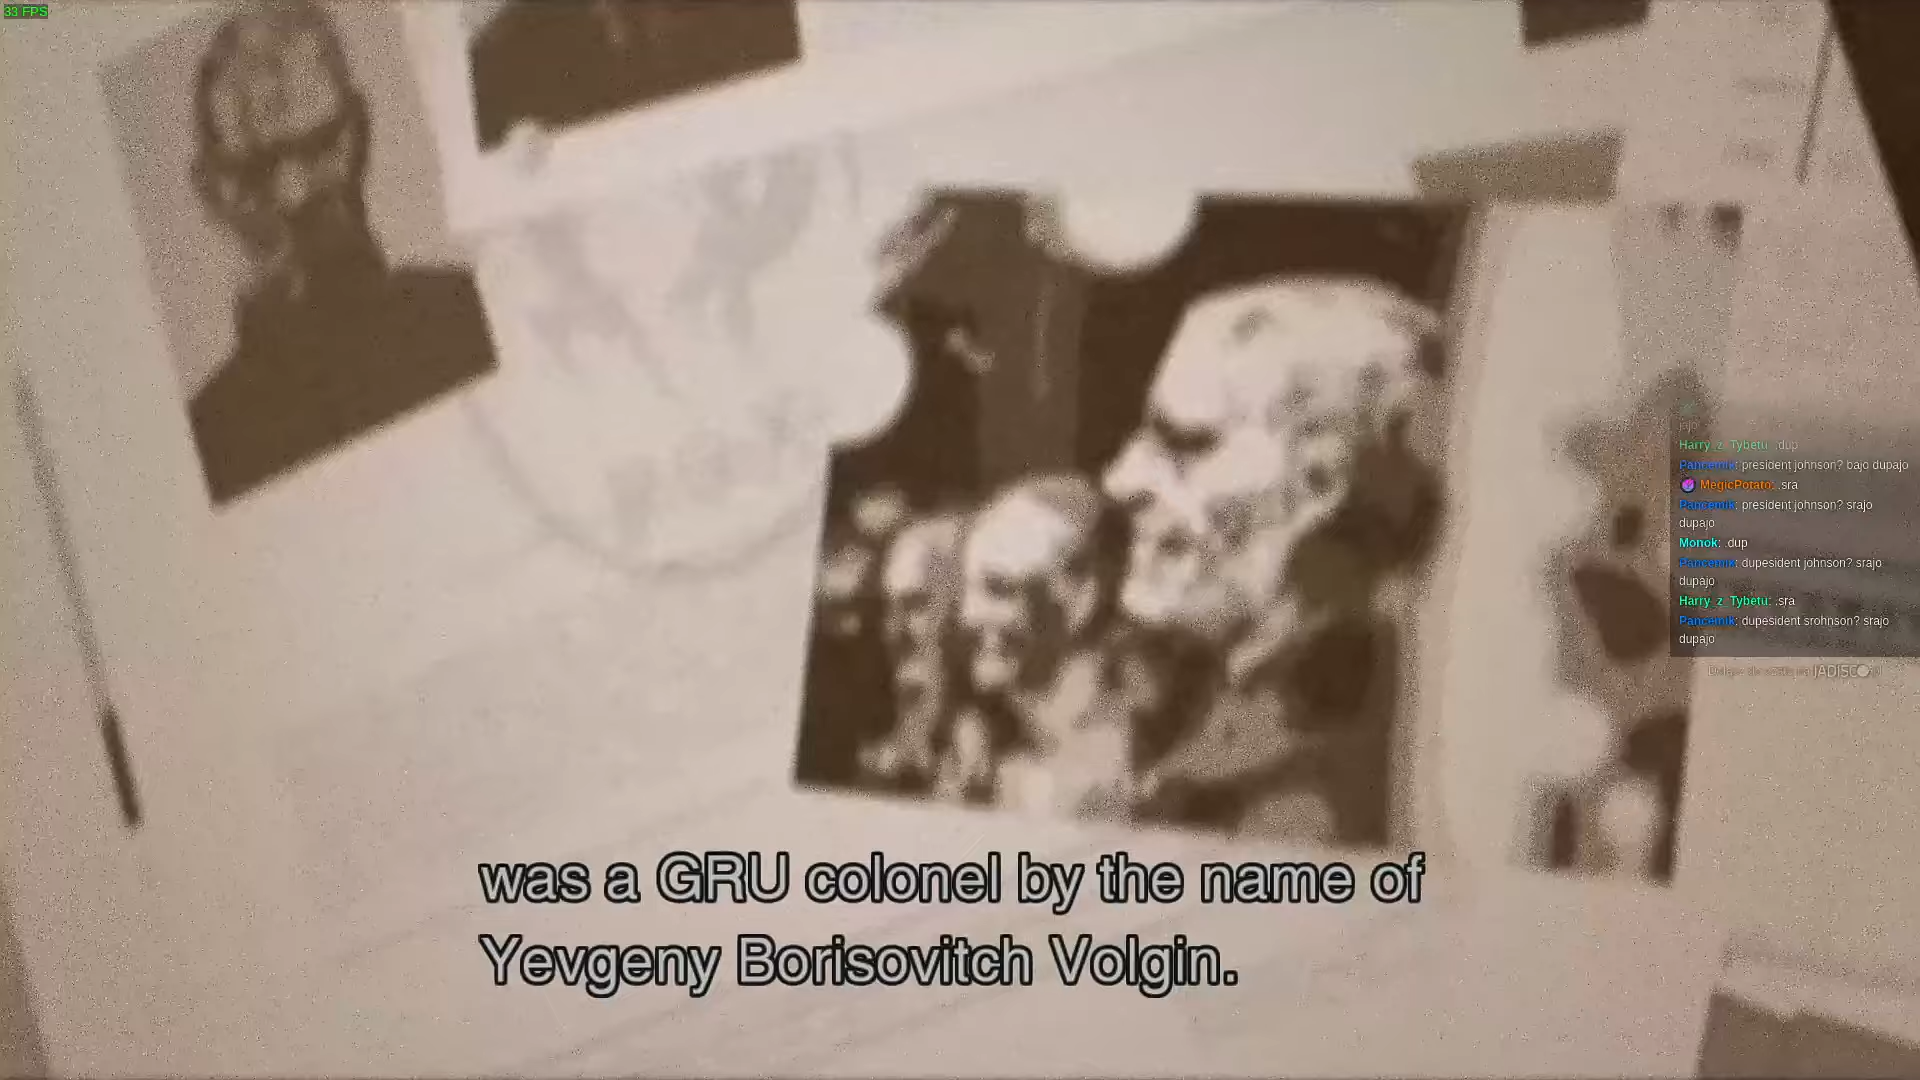 33 FPS
jajo
Harry_z_Tybetu: .dup
Pancernik: president johnson? bajo dupajo
MegicPotato: .sra
Pancernik: president johnson? srajo
dupajo
Monok: .dup
Pancernik: dupesident johnson? srajo
dupajo
Harry_z_Tybetu: .sra
Pancernik: dupesident srohnson? srajo
dupajo
was a GRU colonel by the name of
Yevgeny Borisovitch Volgin.